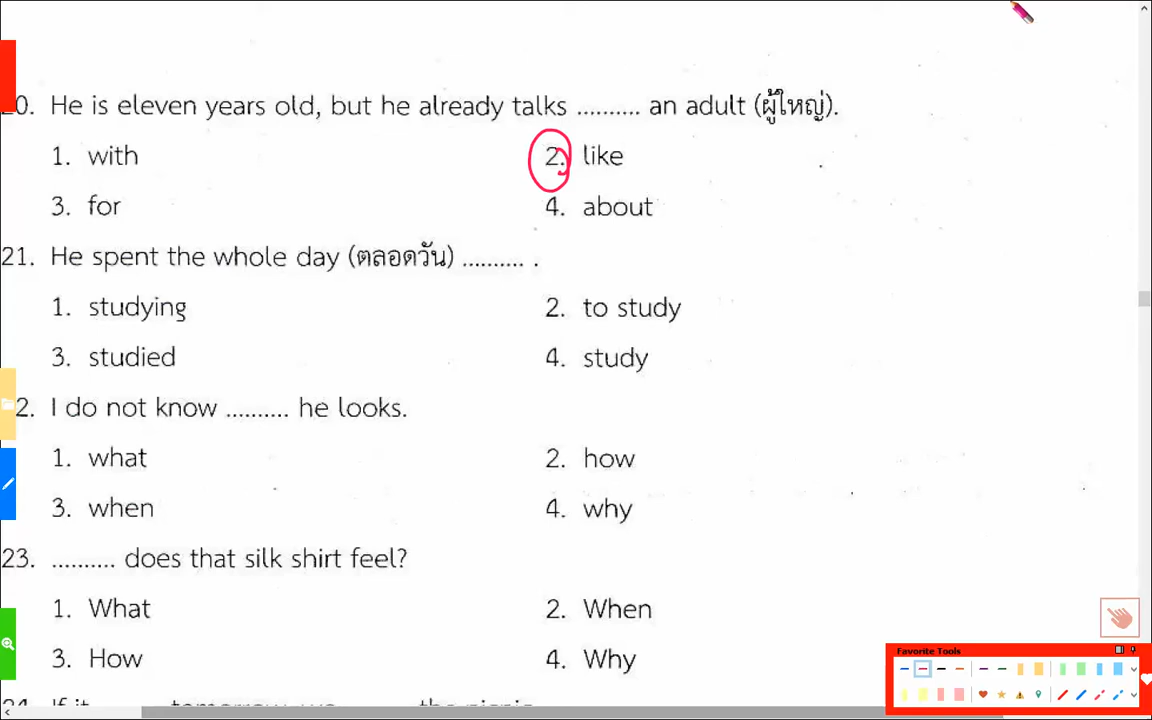 0. He is eleven years old, but he already talks .......... an adult (ผู้ใหญ่).
1. with 2. like
3. for 4. about
21. He spent the whole day (ตลอดวัน) .......... .
1. studying 2. to study
3. studied 4. study
2. I do not know .......... he looks.
1. what 2. how
3. when 4. why
23. .......... does that silk shirt feel?
1. What 2. When
3. How 4. Why
Favorite Tools